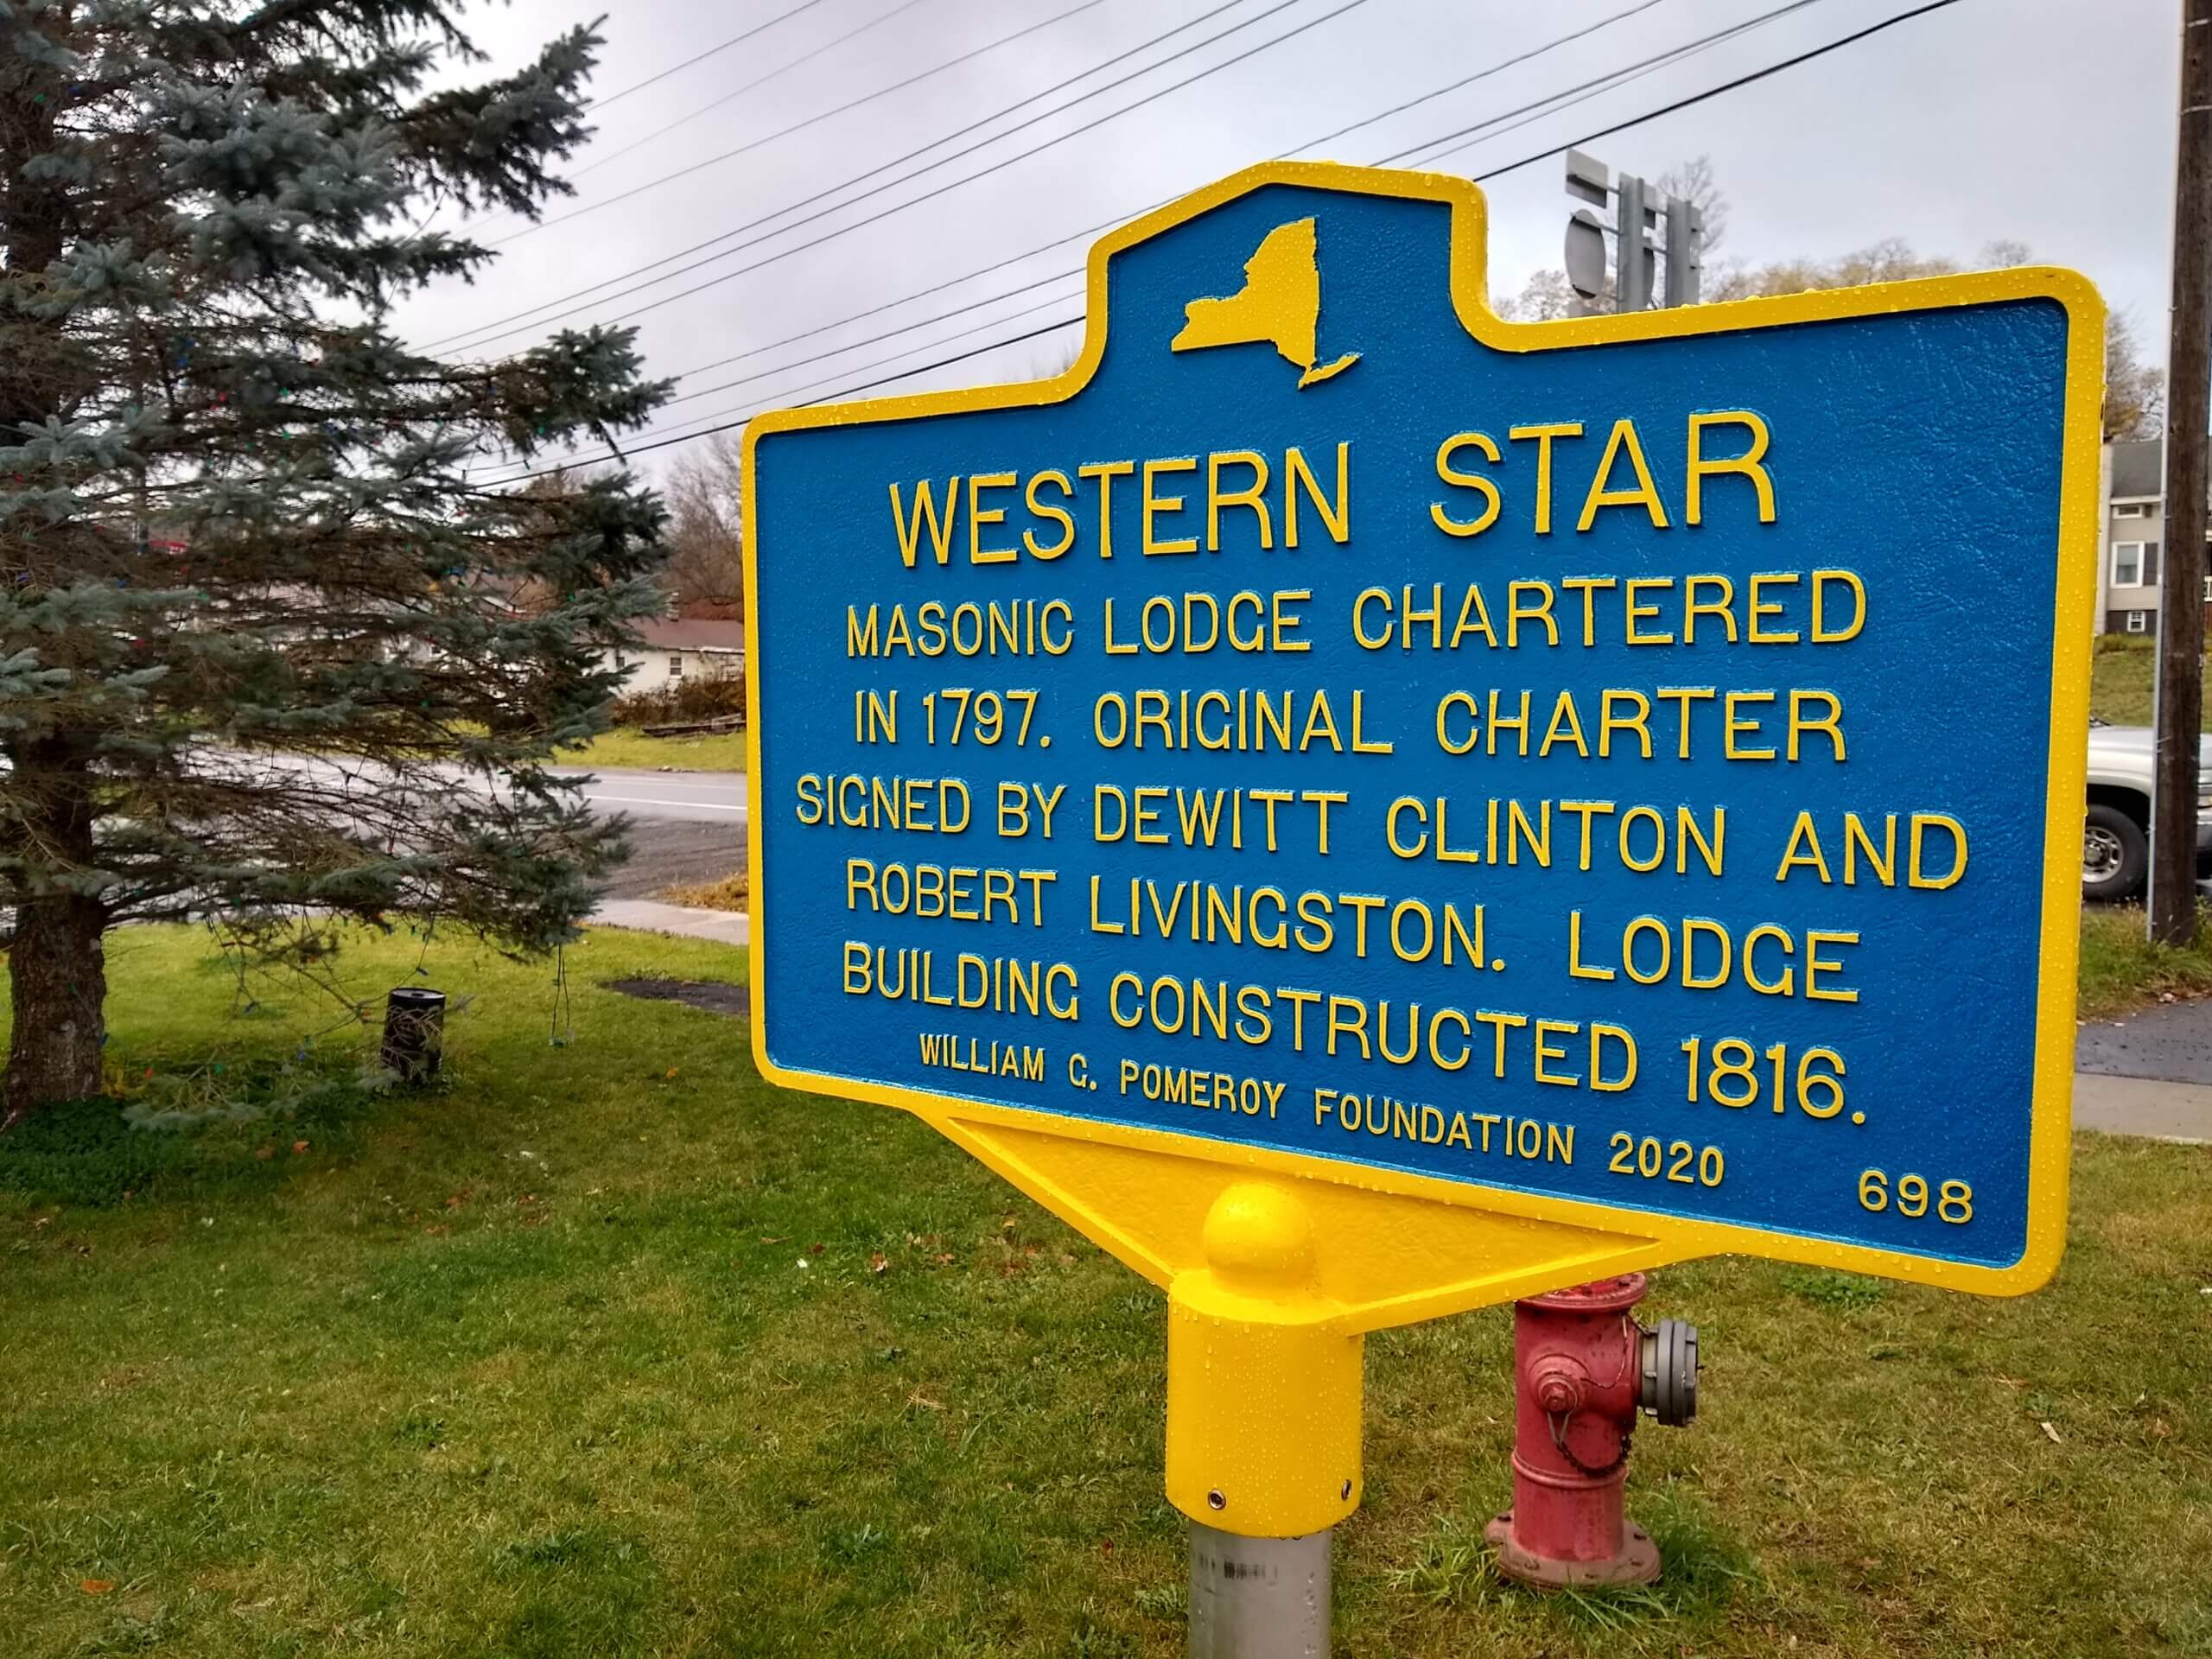 WESTERN STAR
MASONIC LODGE CHARTERED
IN 1797. ORIGINAL CHARTER
SIGNED BY DEWITT CLINTON AND
ROBERT LIVINGSTON. LODGE
BUILDING CONSTRUCTED 1816.
WILLIAM G. POMEROY FOUNDATION 2020
698